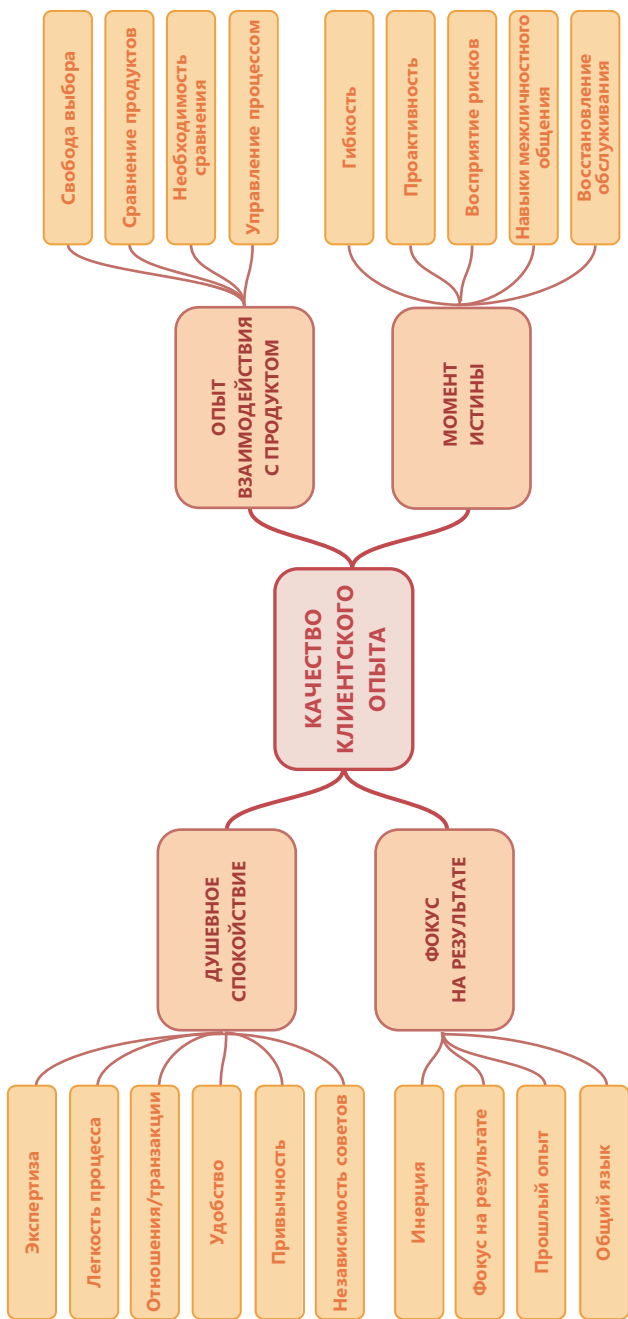 Экспертиза
Легкость процесса
Отношения/транзакции
Удобство
Привычность
Независимость советов
ДУШЕВНОЕ
СПОКОЙСТВИЕ
Инерция
Фокус на результате
Прошлый опыт
Общий язык
ФОКУС
НА РЕЗУЛЬТАТЕ
КАЧЕСТВО
КЛИЕНТСКОГО
ОПЫТА
ОПЫТ
ВЗАИМОДЕЙСТВИЯ
С ПРОДУКТОМ
Свобода выбора
Сравнение продуктов
Необходимость
сравнения
Управление процессом
МОМЕНТ
ИСТИНЫ
Гибкость
Проактивность
Восприятие рисков
Навыки межличностного
общения
Восстановление
обслуживания